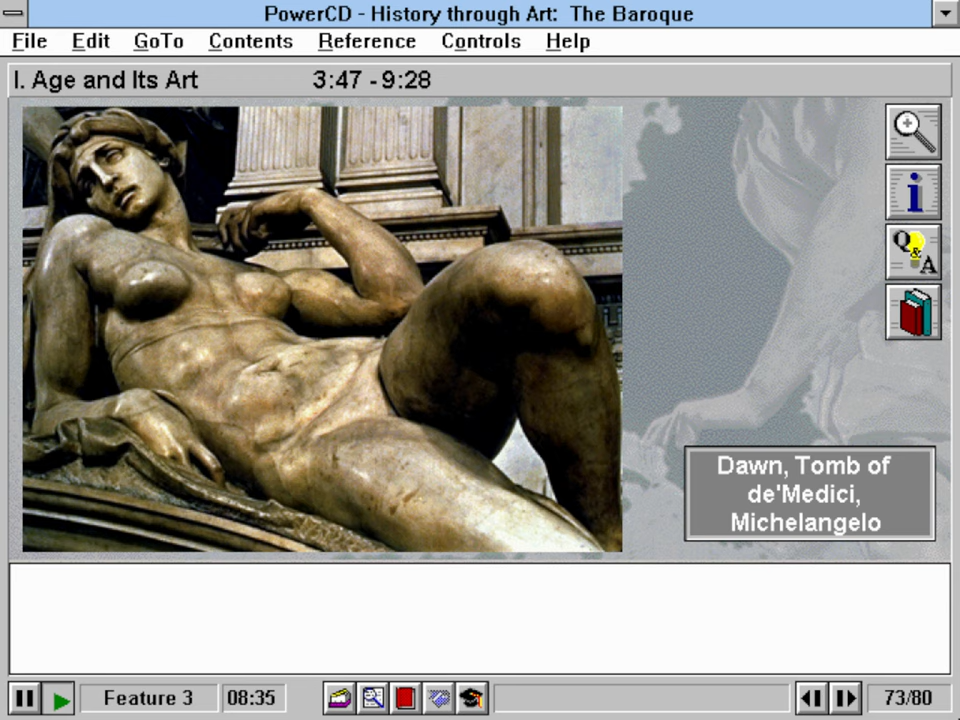 PowerCD - History through Art: The Baroque
File Edit GoTo Contents Reference Controls Help
I. Age and Its Art 3:47 - 9:28
i
Q & A
Dawn, Tomb of
de'Medici,
Michelangelo
Feature 3 08:35 73/80